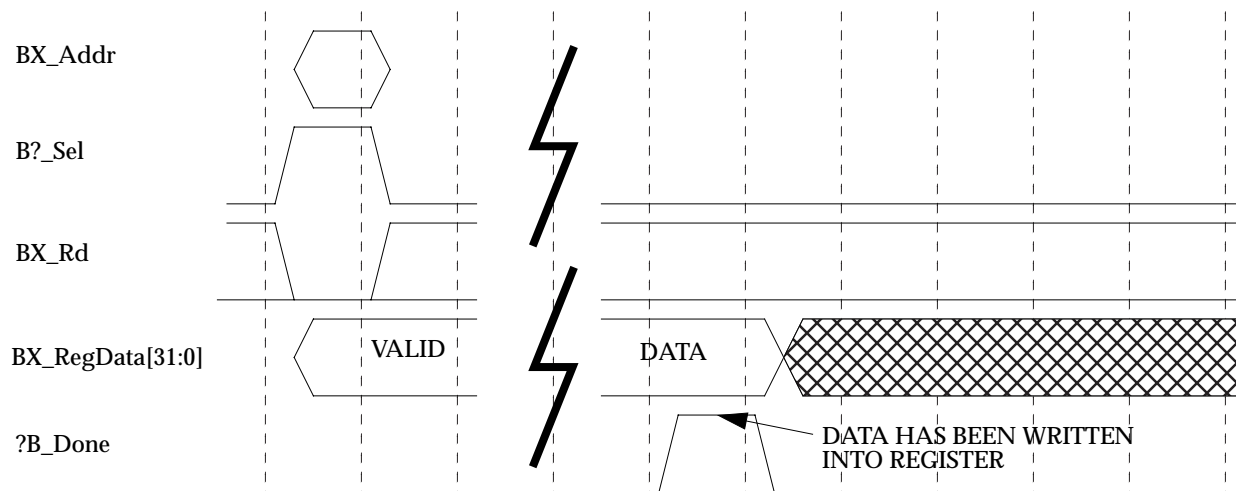 BX_Addr
B?_Sel
BX_Rd
BX_RegData[31:0]
VALID
DATA
?B_Done
DATA HAS BEEN WRITTEN
INTO REGISTER